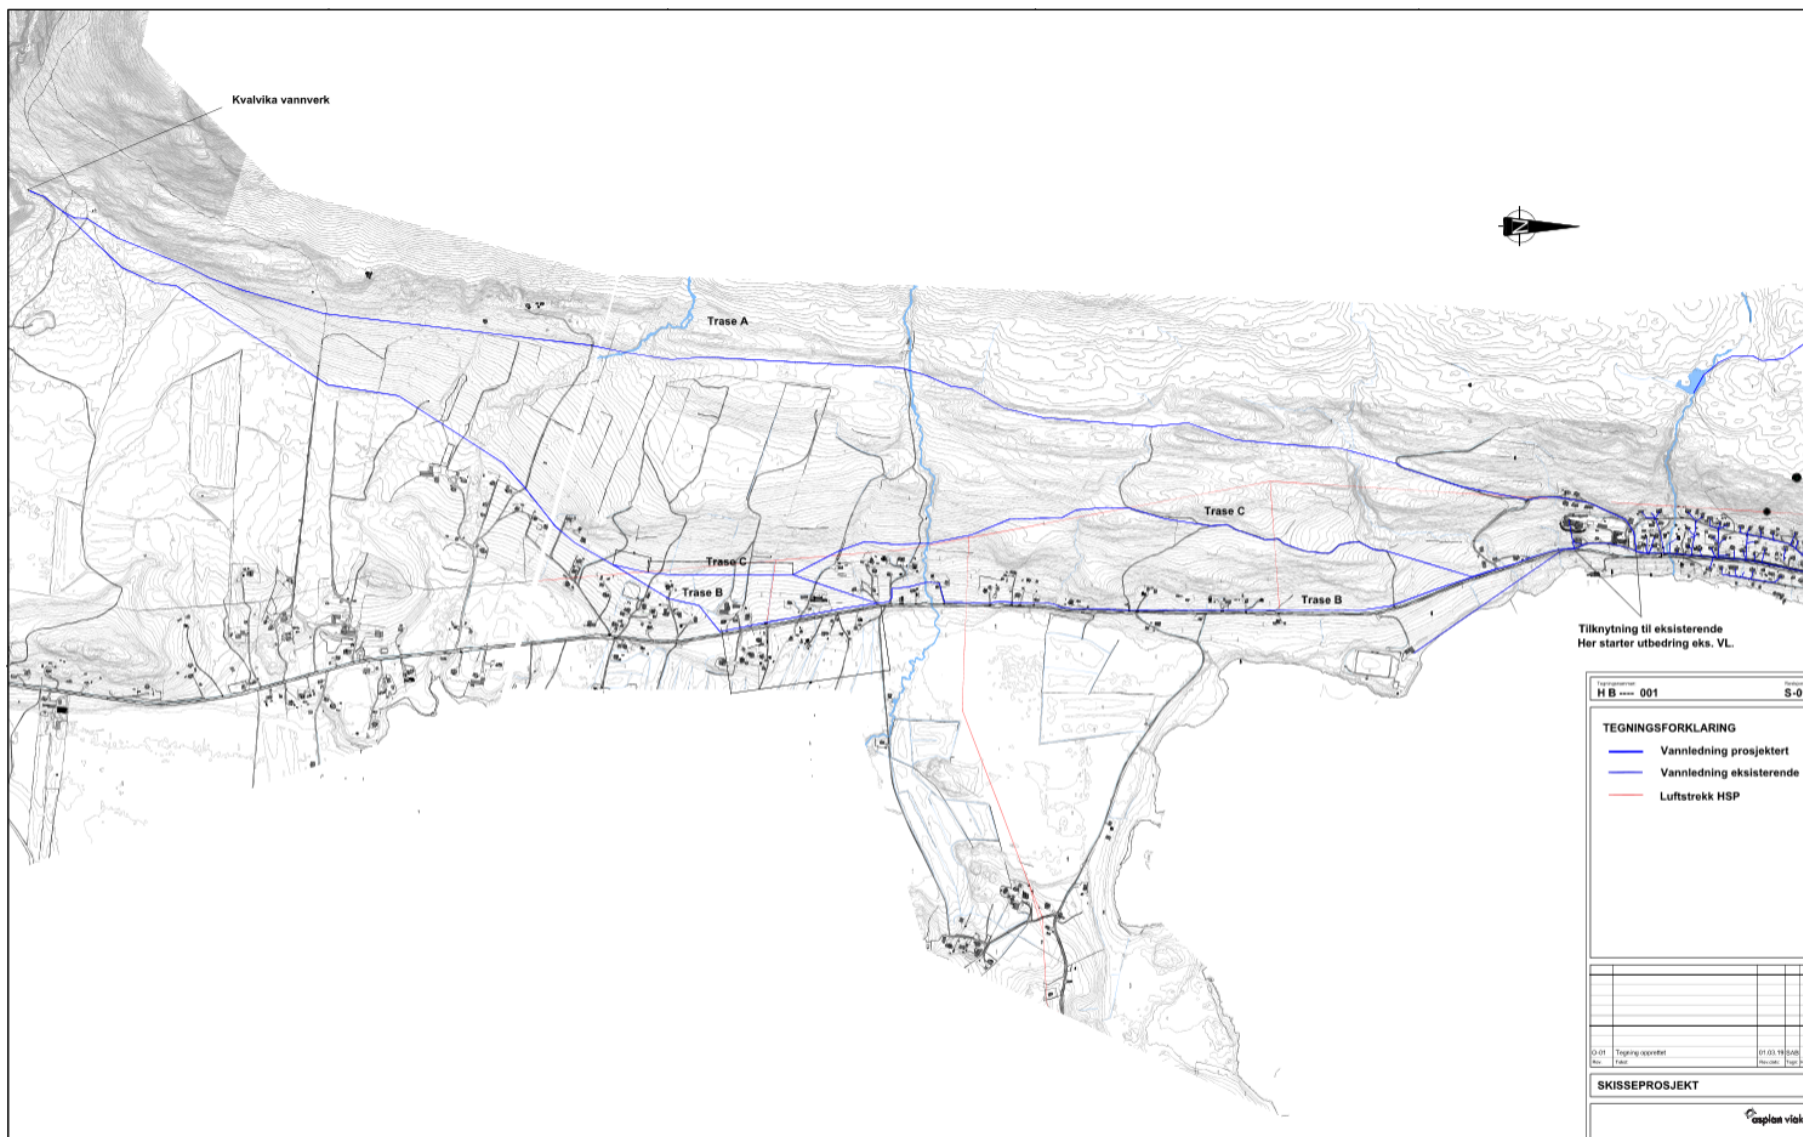 Kvalvika vannverk
N
Trase A
Trase C
Trase C
Trase B
Trase B
Tilknytning til eksisterende
Her starter utbedring eks. VL.
Tegningsnummer
H B ---- 001
S-0
TEGNINGSFORKLARING
Vannledning prosjektert
Vannledning eksisterende
Luftstrekk HSP
O-01 Tegning opprettet 01.03.19 SAB
SKISSEPROSJEKT
asplan viak